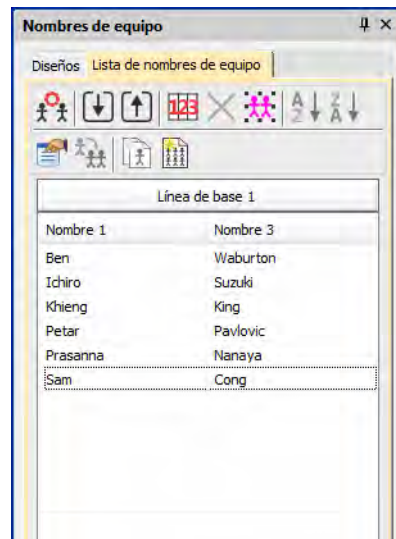 Nombres de equipo
Diseños Lista de nombres de equipo
123 A Z Z A
Línea de base 1
Nombre 1 Nombre 3
Ben Waburton
Ichiro Suzuki
Khieng King
Petar Pavlovic
Prasanna Nanaya
Sam Cong